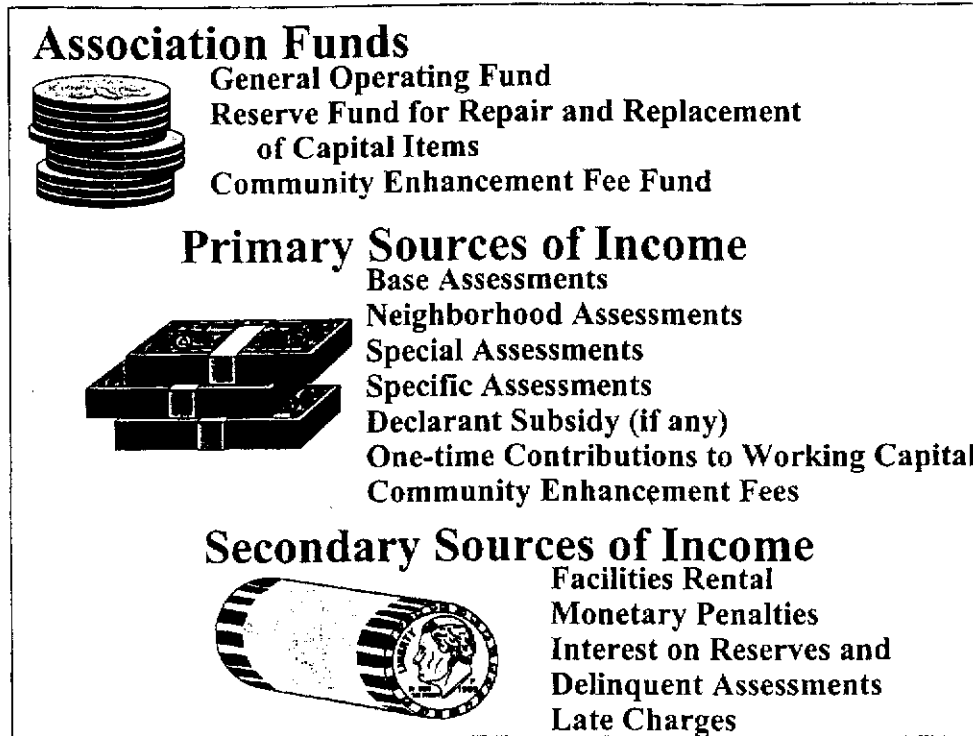 Association Funds
General Operating Fund
Reserve Fund for Repair and Replacement
of Capital Items
Community Enhancement Fee Fund
Primary Sources of Income
Base Assessments
Neighborhood Assessments
Special Assessments
Specific Assessments
Declarant Subsidy (if any)
One-time Contributions to Working Capital
Community Enhancement Fees
Secondary Sources of Income
Facilities Rental
Monetary Penalties
Interest on Reserves and
Delinquent Assessments
Late Charges
LIBERTY